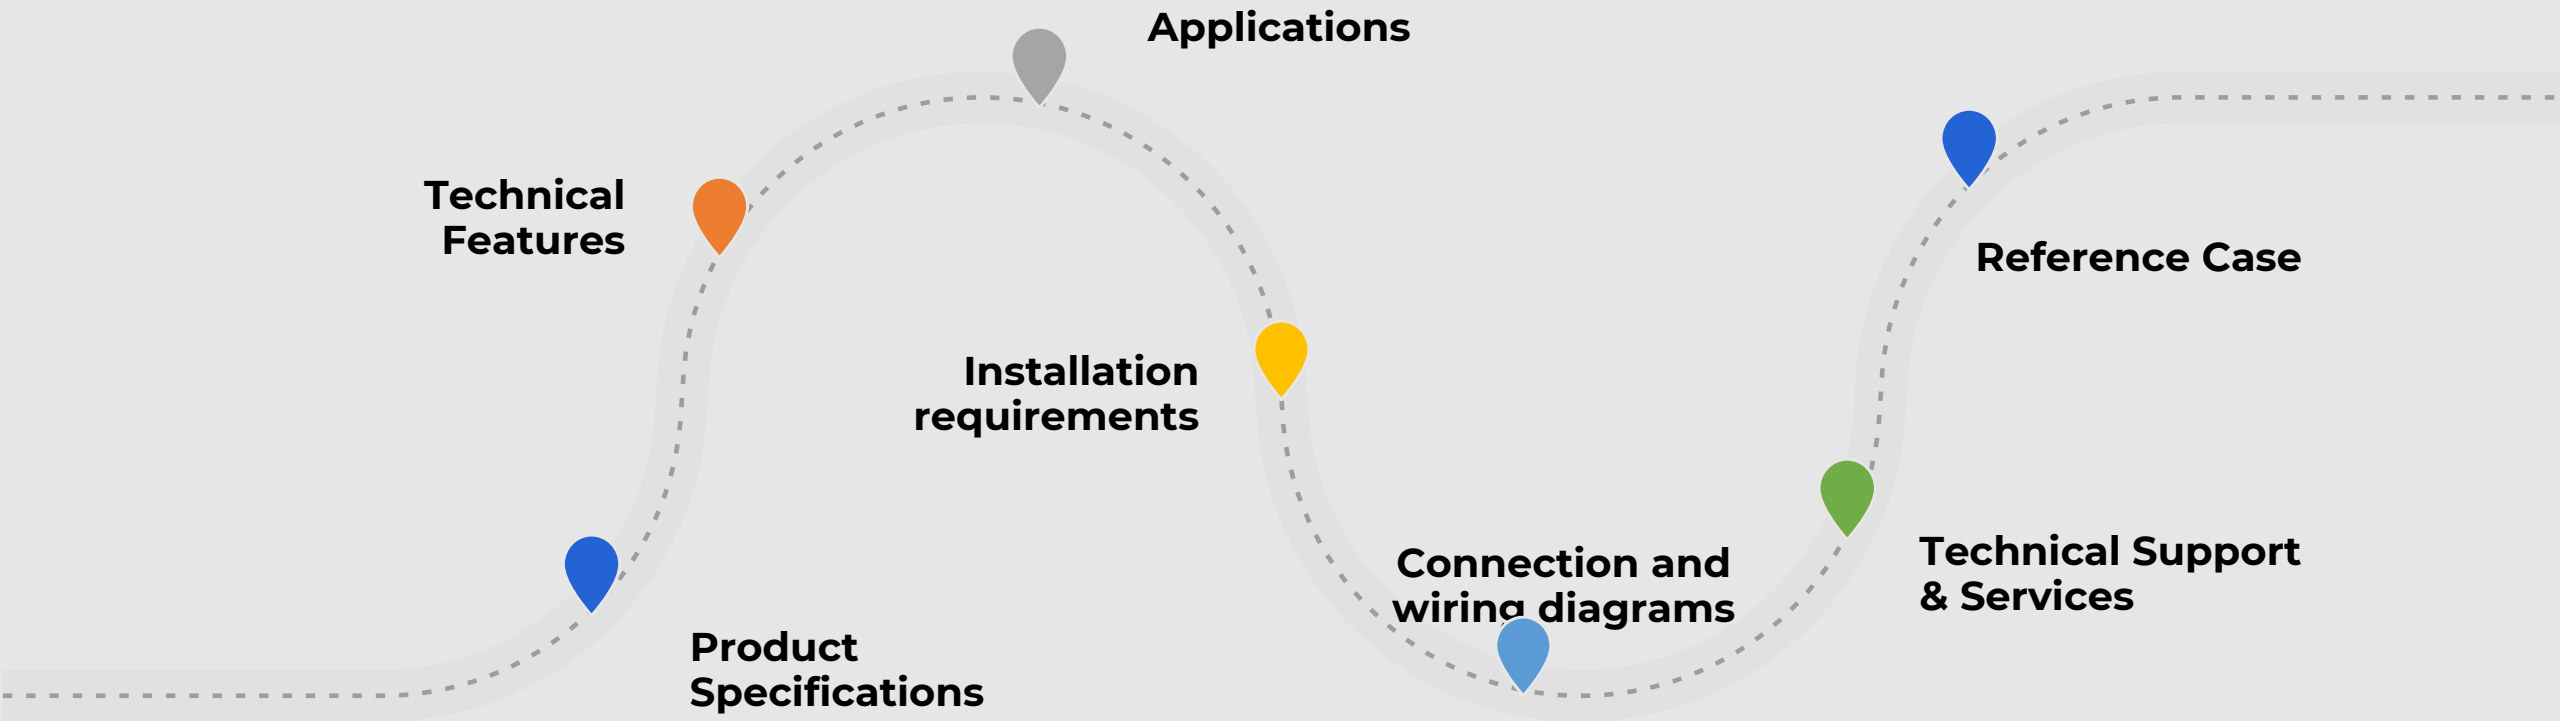 Applications
Technical
Features
Reference Case
Installation
requirements
Connection and
wiring diagrams
Technical Support
& Services
Product
Specifications